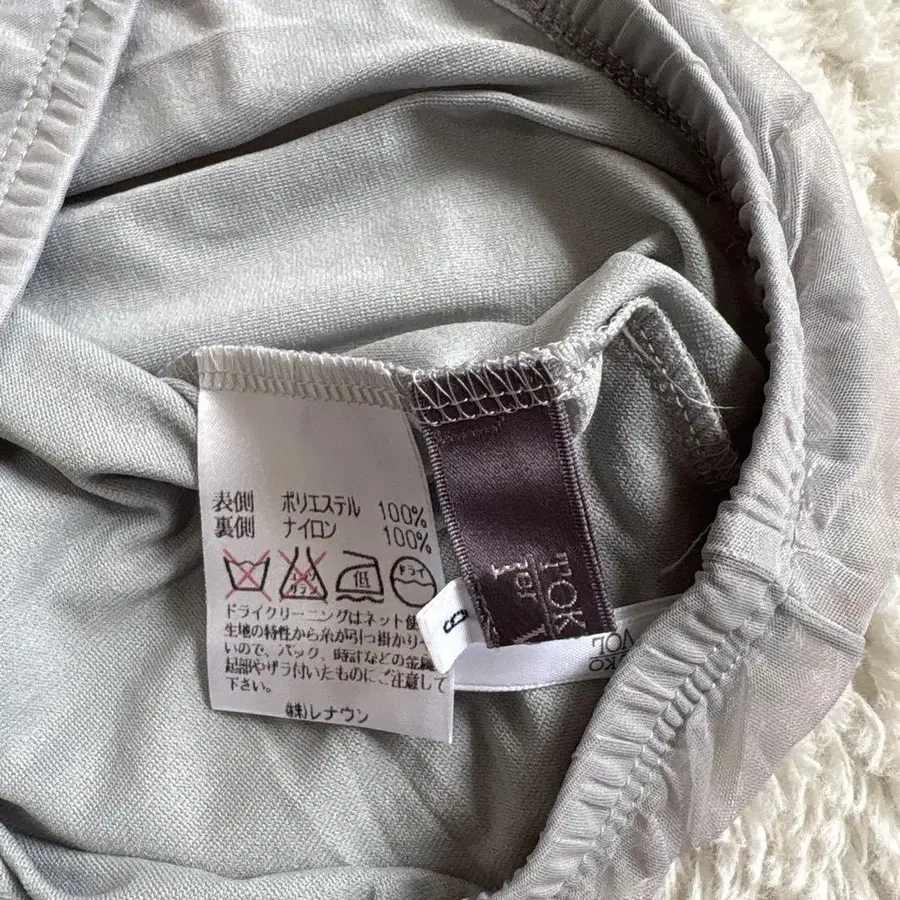 表側 ポリエステル 100%
裏側 ナイロン 100%
低
ドライ
ドライクリーニングはネット使
生地の特性から糸が引っ掛かり
いので、バック、時計などの金属
起部やザラ付いたものにご注意して
下さい。
㈱レナウン
9
TOK
1er
OKO
VOL